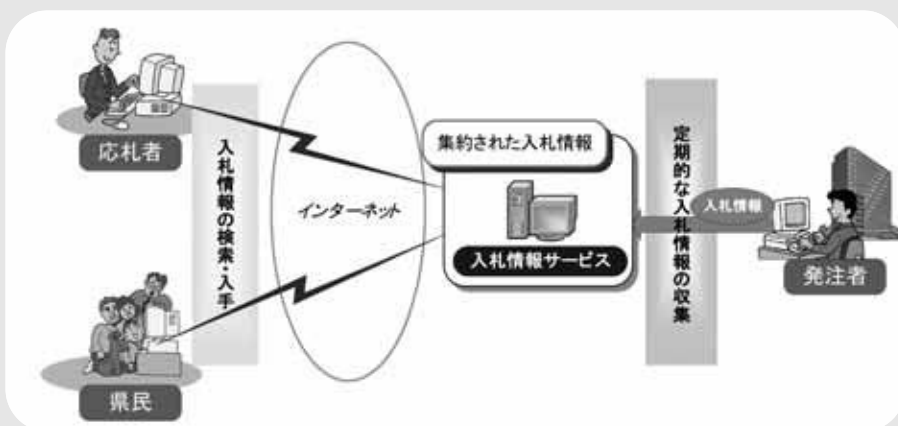 応札者
入札情報の検索・入手
県民
インターネット
集約された入札情報
入札情報サービス
定期的な入札情報の収集
入札情報
発注者